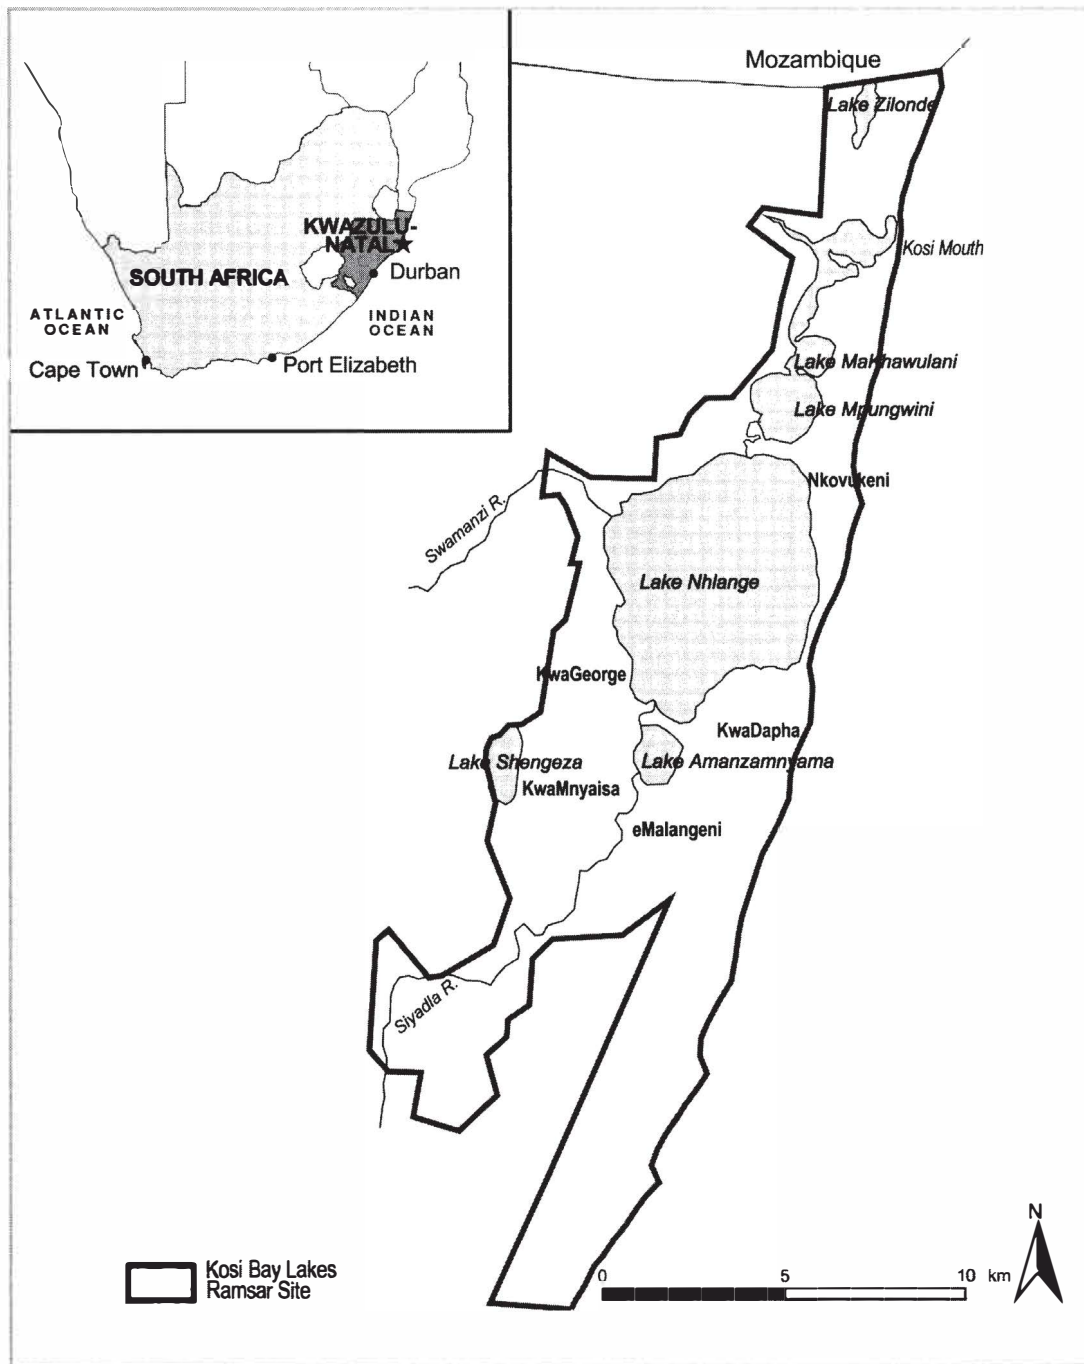 Mozambique
Lake Zilonde
KWAZULU-
NATAL
SOUTH AFRICA
Durban
ATLANTIC
OCEAN
INDIAN
OCEAN
Cape Town
Port Elizabeth
Kosi Mouth
Lake MaKhawulani
Lake Mpungwini
Nkovukeni
Swamanzi R.
Lake Nhlange
KwaGeorge
KwaDapha
Lake Shengeza
Lake Amanzamnyama
KwaMnyaisa
eMalangeni
Siyadla R.
N
Kosi Bay Lakes
Ramsar Site
0 5 10 km